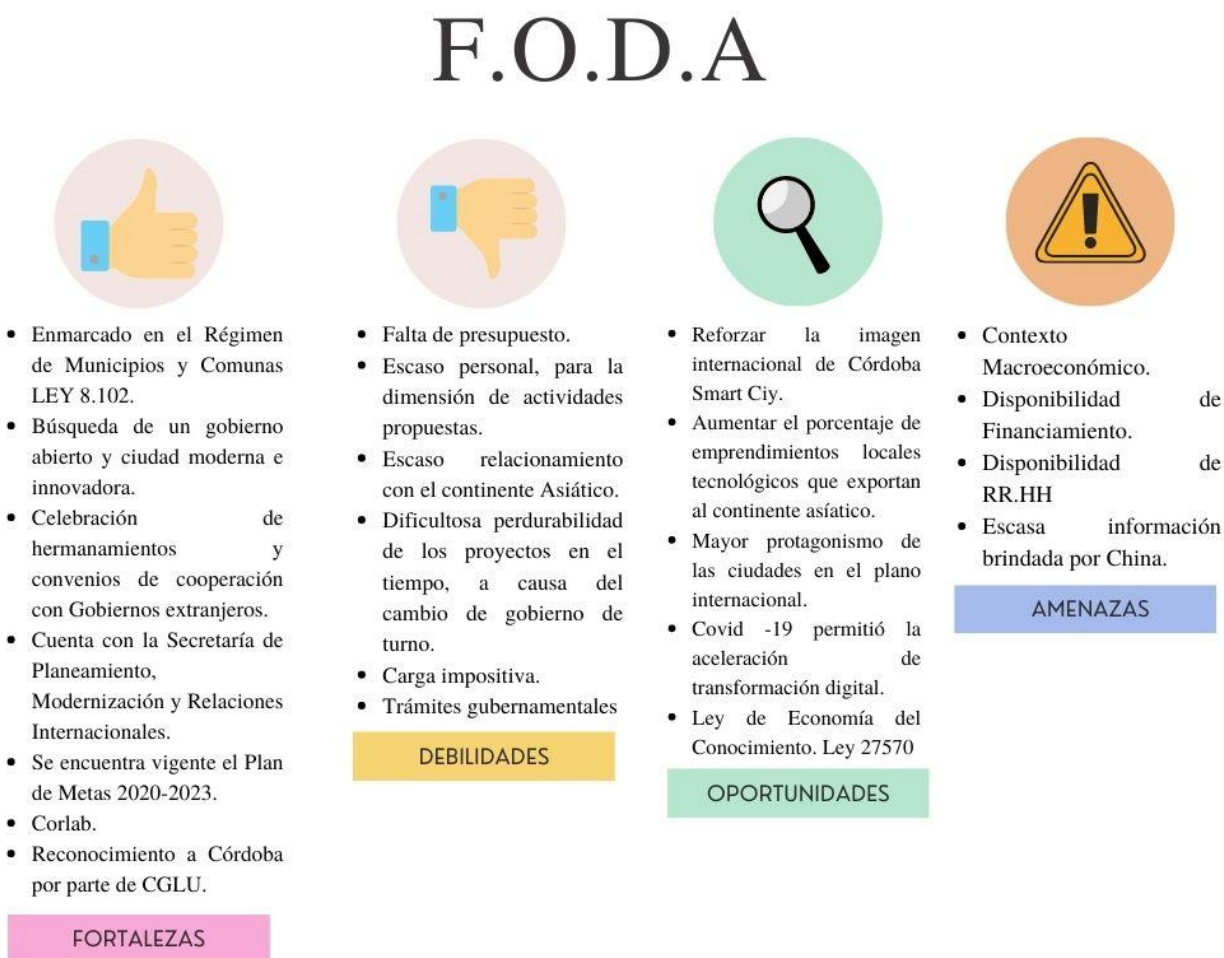 F.O.D.A
• Enmarcado en el Régimen
de Municipios y Comunas
LEY 8.102.
• Búsqueda de un gobierno
abierto y ciudad moderna e
innovadora.
• Celebración de
hermanamientos y
convenios de cooperación
con Gobiernos extranjeros.
• Cuenta con la Secretaría de
Planeamiento,
Modernización y Relaciones
Internacionales.
• Se encuentra vigente el Plan
de Metas 2020-2023.
• Corlab.
• Reconocimiento a Córdoba
por parte de CGLU.
FORTALEZAS
• Falta de presupuesto.
• Escaso personal, para la
dimensión de actividades
propuestas.
• Escaso relacionamiento
con el continente Asiático.
• Dificultosa perdurabilidad
de los proyectos en el
tiempo, a causa del
cambio de gobierno de
turno.
• Carga impositiva.
• Trámites gubernamentales
DEBILIDADES
• Reforzar la imagen
internacional de Córdoba
Smart Ciy.
• Aumentar el porcentaje de
emprendimientos locales
tecnológicos que exportan
al continente asíatico.
• Mayor protagonismo de
las ciudades en el plano
internacional.
• Covid -19 permitió la
aceleración de
transformación digital.
• Ley de Economía del
Conocimiento. Ley 27570
OPORTUNIDADES
• Contexto
Macroeconómico.
• Disponibilidad de
Financiamiento.
• Disponibilidad de
RR.HH
• Escasa información
brindada por China.
AMENAZAS